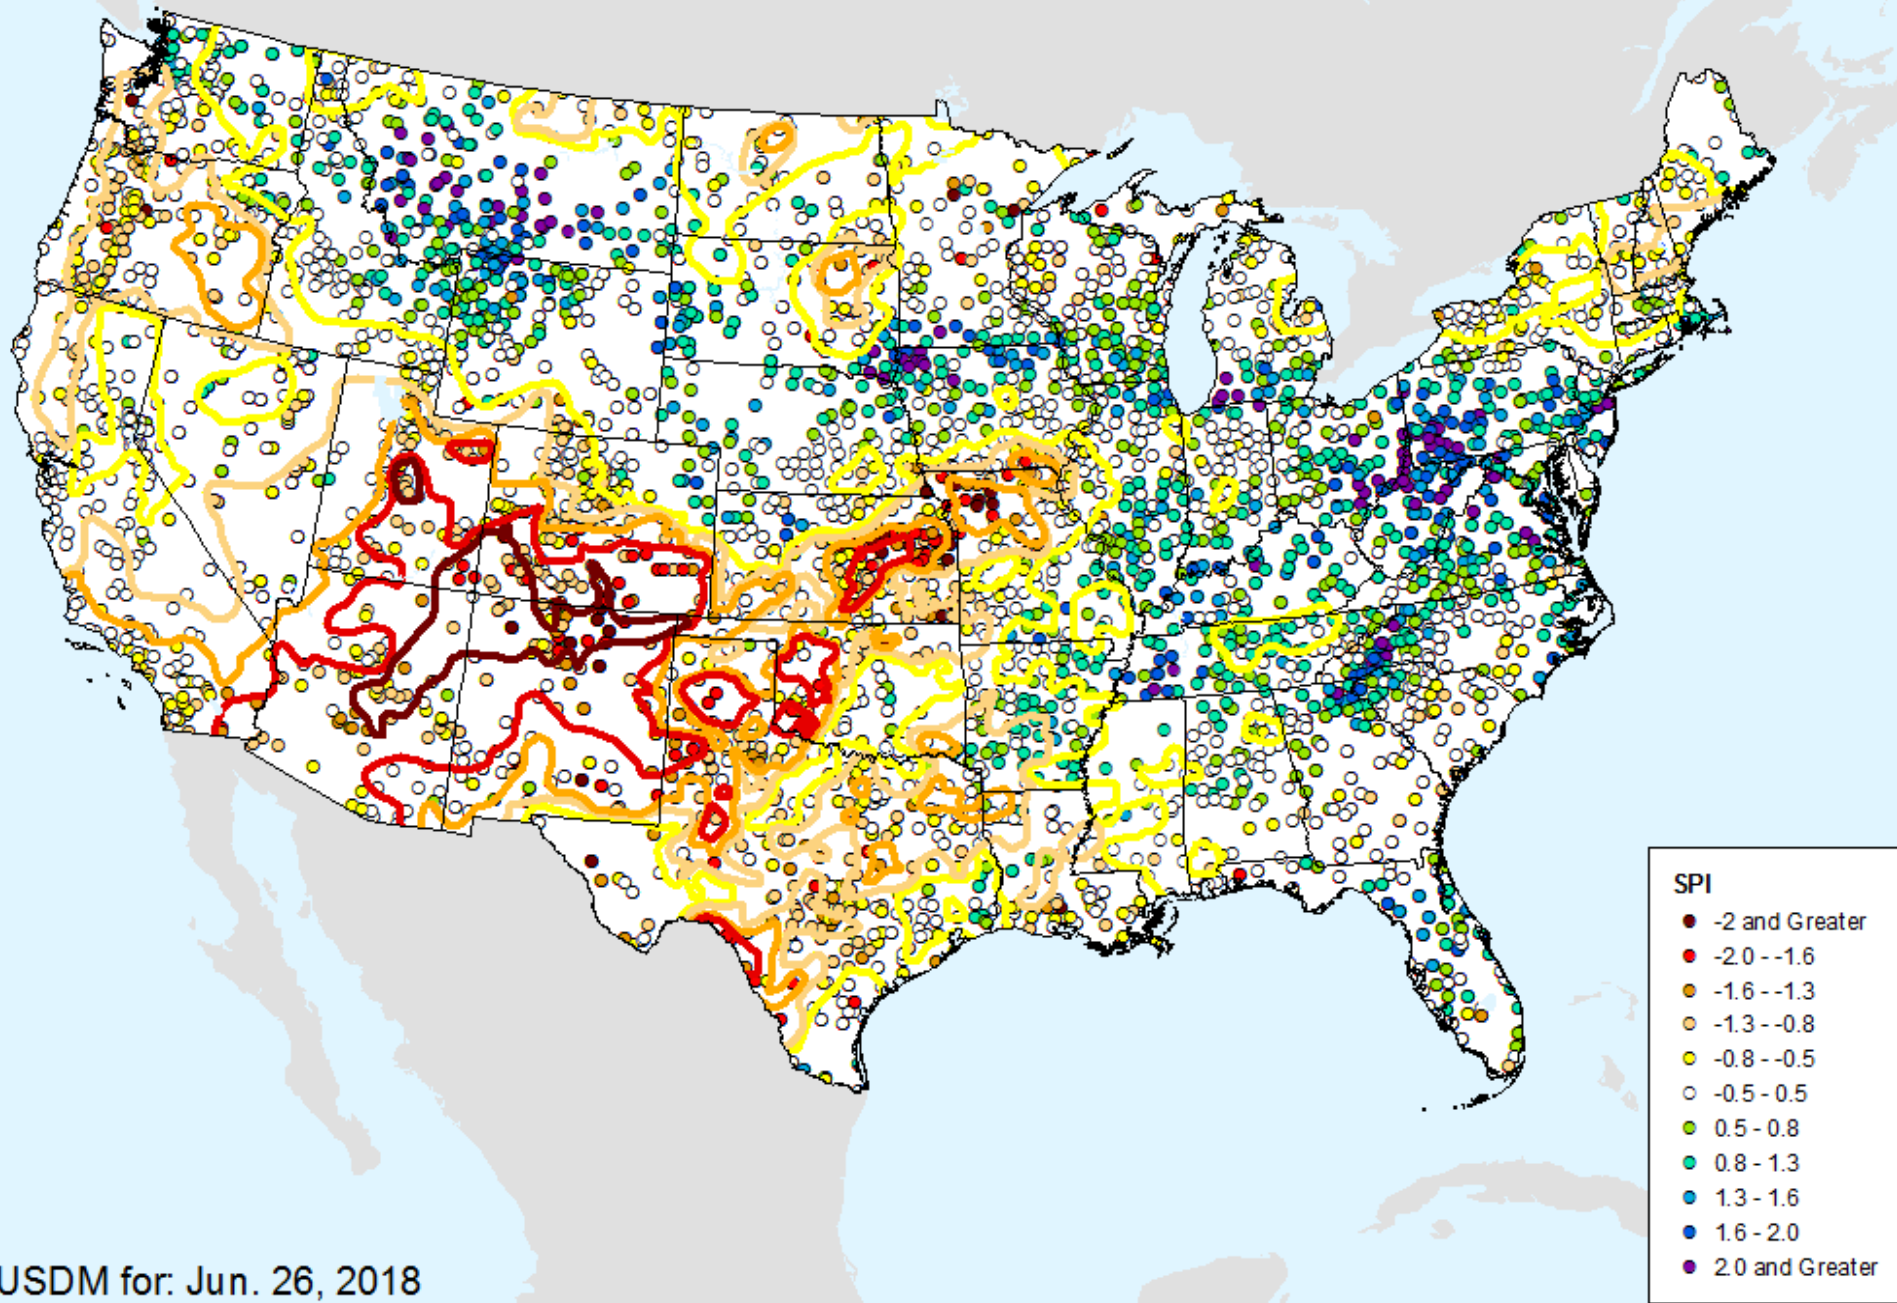 SPI
-2 and Greater
-2.0 - -1.6
-1.6 - -1.3
-1.3 - -0.8
-0.8 - -0.5
-0.5 - 0.5
0.5 - 0.8
0.8 - 1.3
1.3 - 1.6
1.6 - 2.0
2.0 and Greater
USDM for: Jun. 26, 2018